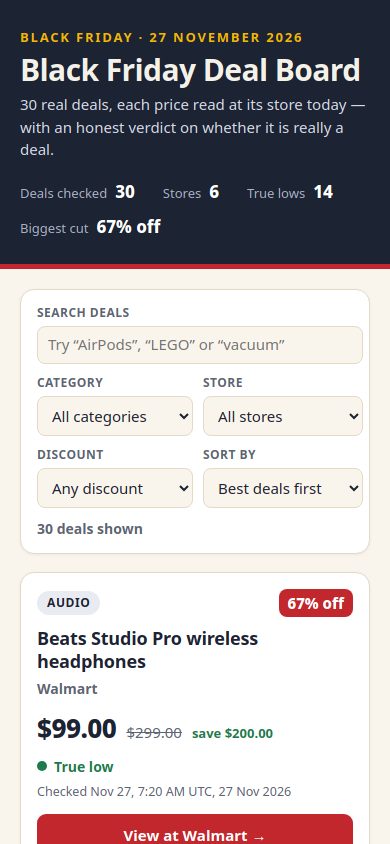 BLACK FRIDAY · 27 NOVEMBER 2026
Black Friday Deal Board
30 real deals, each price read at its store today —
with an honest verdict on whether it is really a
deal.
Deals checked 30 Stores 6 True lows 14
Biggest cut 67% off
SEARCH DEALS
Try “AirPods”, “LEGO” or “vacuum”
CATEGORY STORE
All categories All stores
DISCOUNT SORT BY
Any discount Best deals first
30 deals shown
AUDIO 67% off
Beats Studio Pro wireless
headphones
Walmart
$99.00 $299.00 save $200.00
True low
Checked Nov 27, 7:20 AM UTC, 27 Nov 2026
View at Walmart →